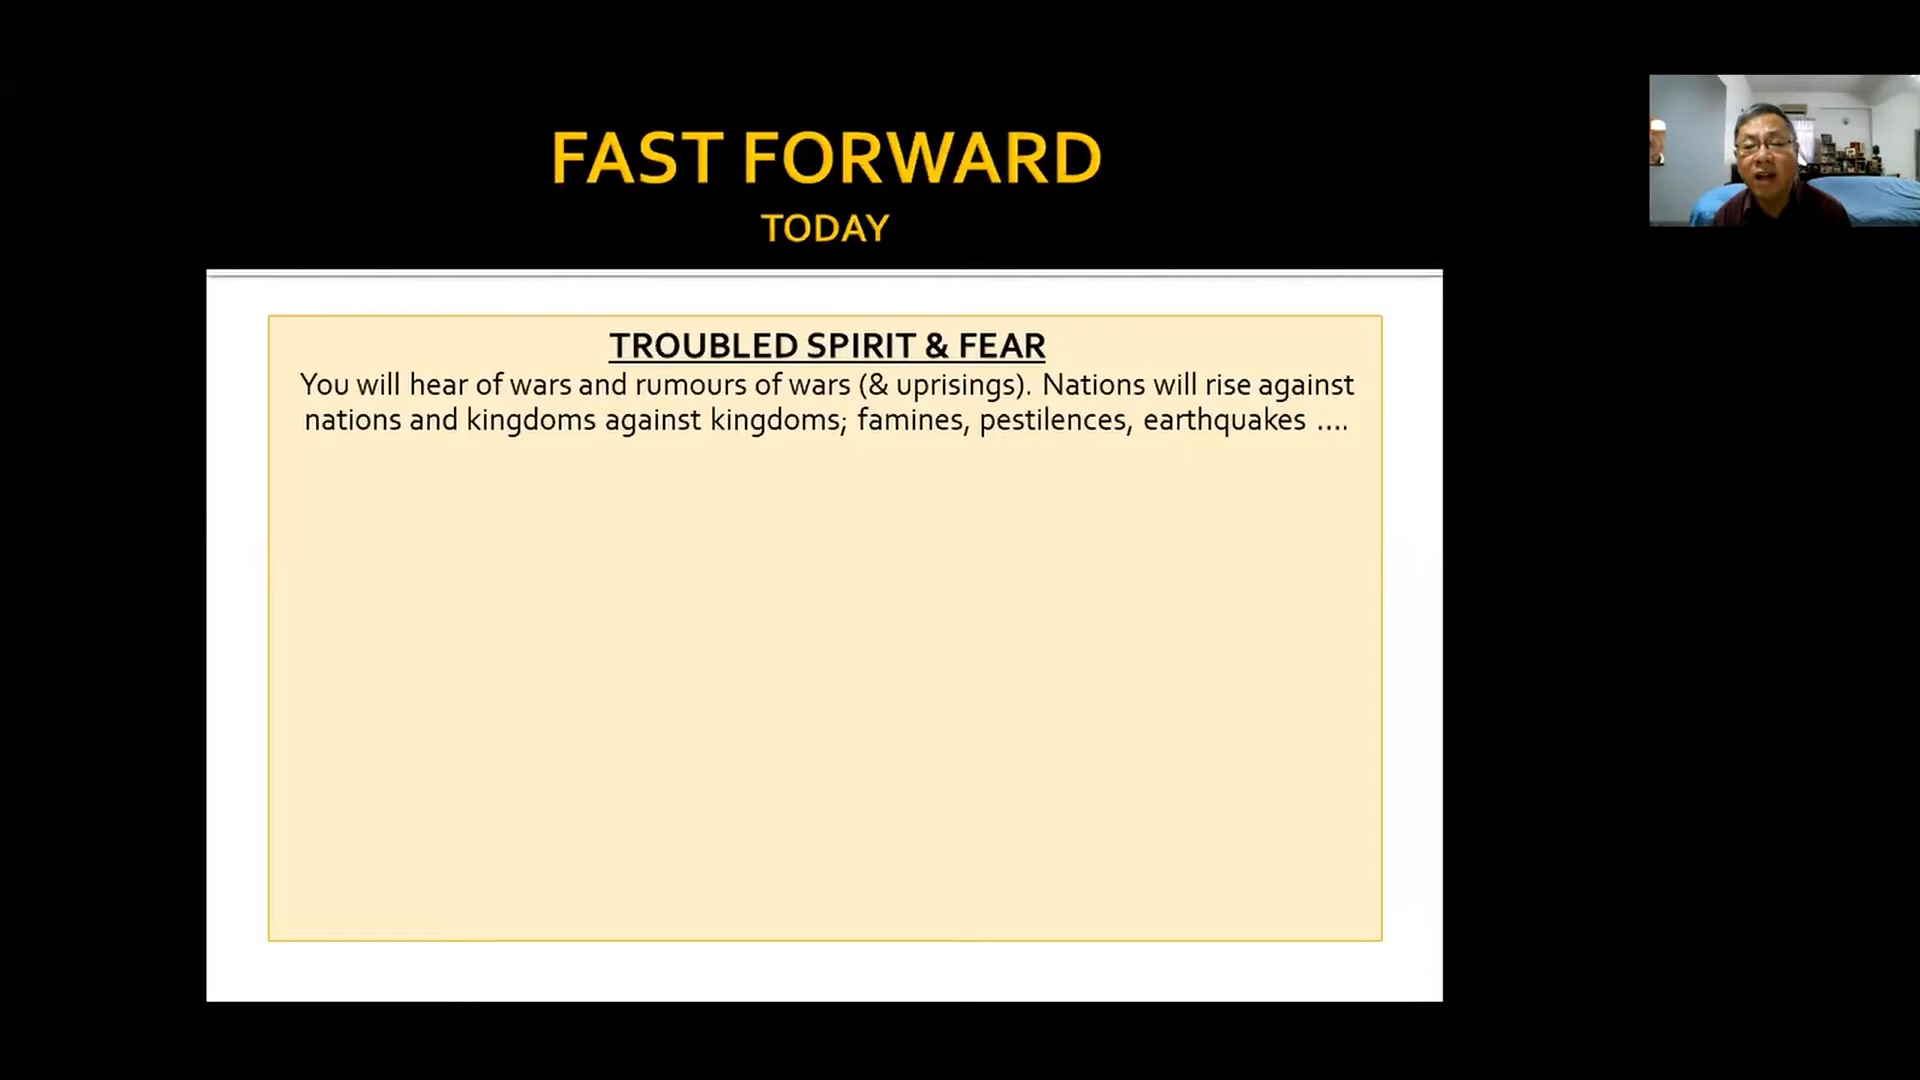 FAST FORWARD
TODAY
TROUBLED SPIRIT & FEAR
You will hear of wars and rumours of wars (& uprisings). Nations will rise against
nations and kingdoms against kingdoms; famines, pestilences, earthquakes ....